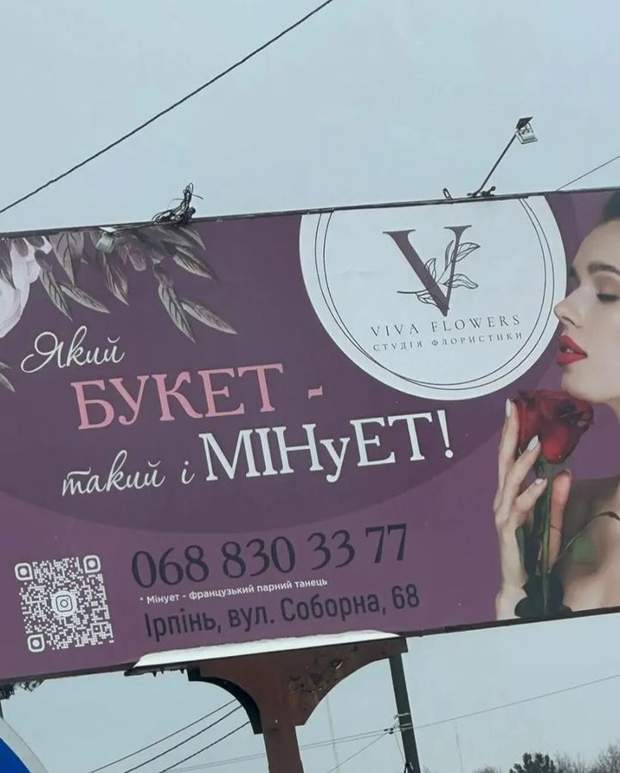 V
VIVA FLOWERS
СТУДІЯ ФЛОРИСТИКИ
Який
БУКЕТ -
такий і МІНуЕТ!
068 830 33 77
* Мінует - французький парний танець
Ірпінь, вул. Соборна, 68